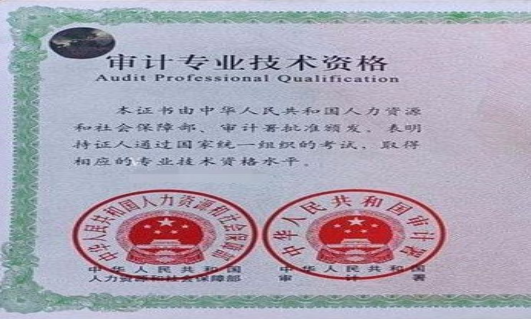 审计专业技术资格
Audit Professional Qualification
本证书由中华人民共和国人力资源
和社会保障部、审计署批准颁发，表明
持证人通过国家统一组织的考试，取得
相应的专业技术资格水平。
中华人民共和国人力资源和社会保障部
中华人民共和国审计署
中华人民共和国
人力资源和社会保障部
中华人民共和国
审计署